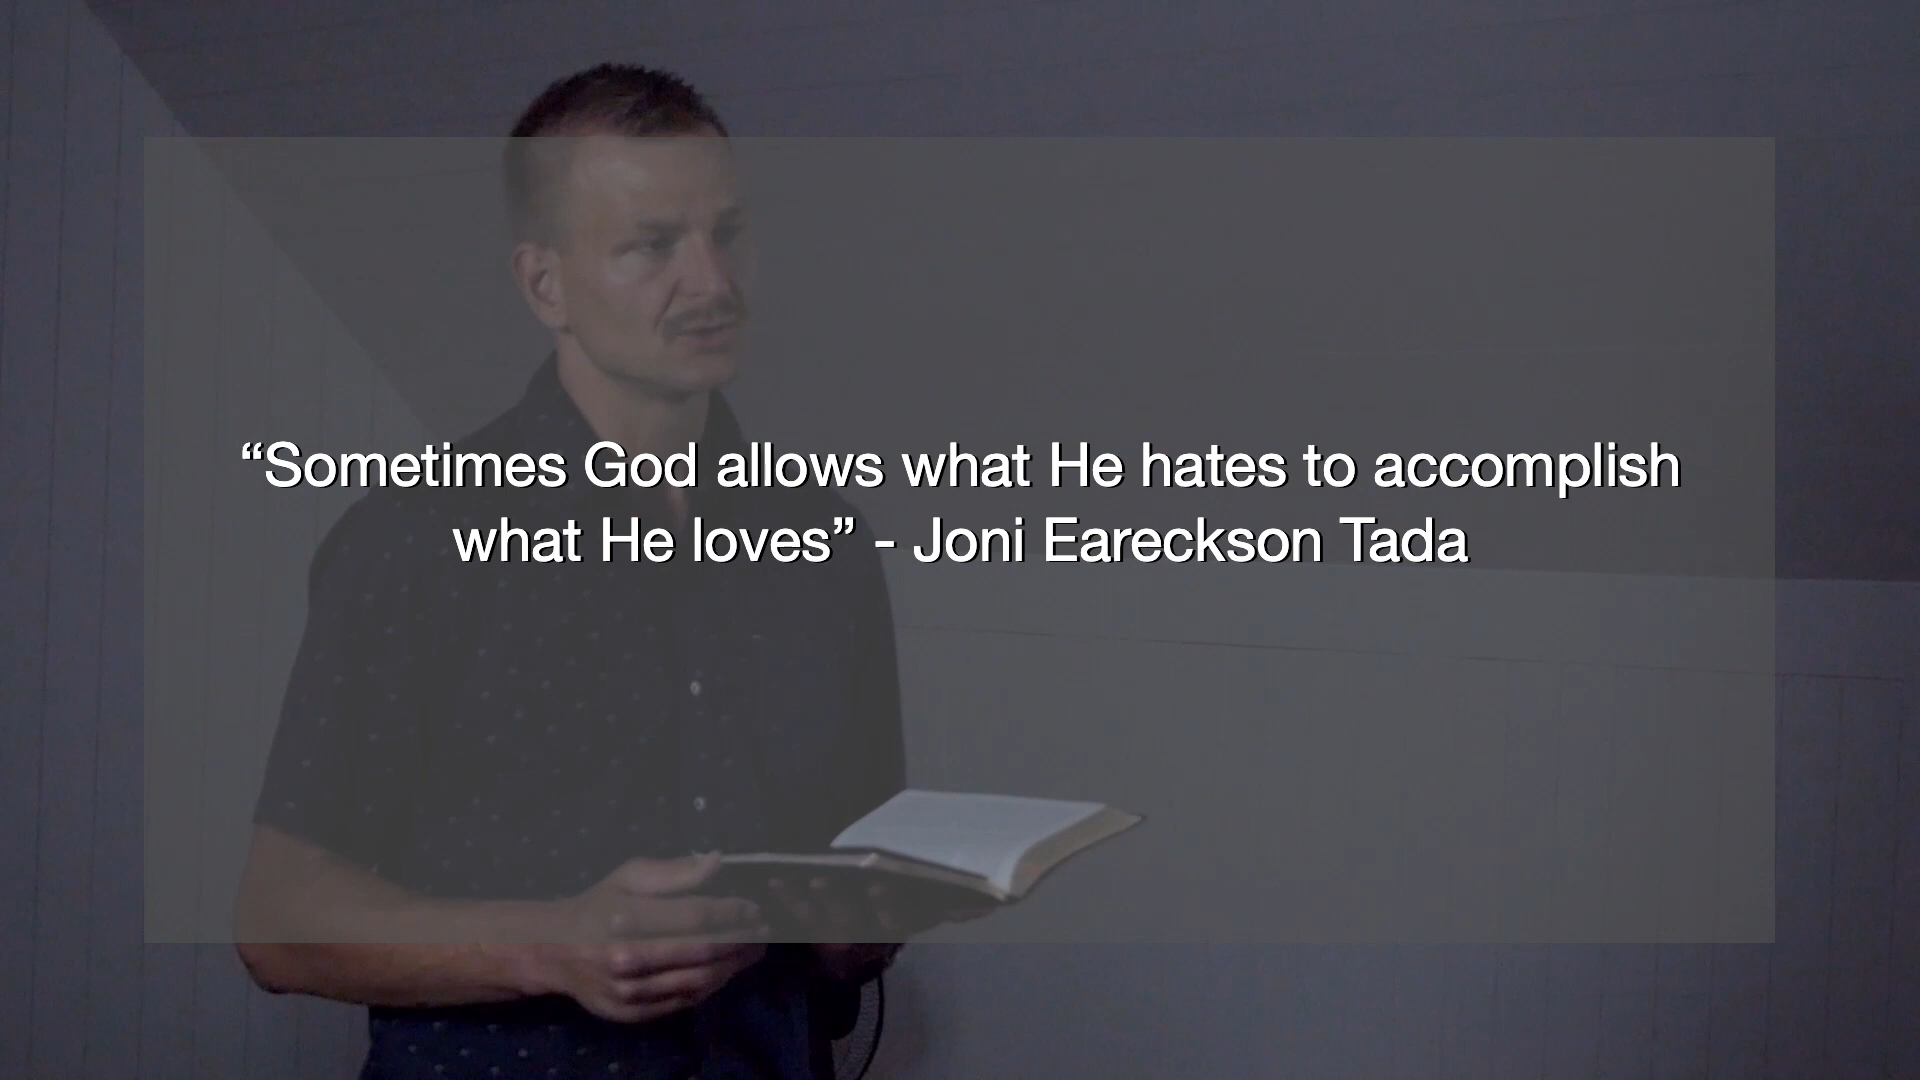 “Sometimes God allows what He hates to accomplish
what He loves” - Joni Eareckson Tada